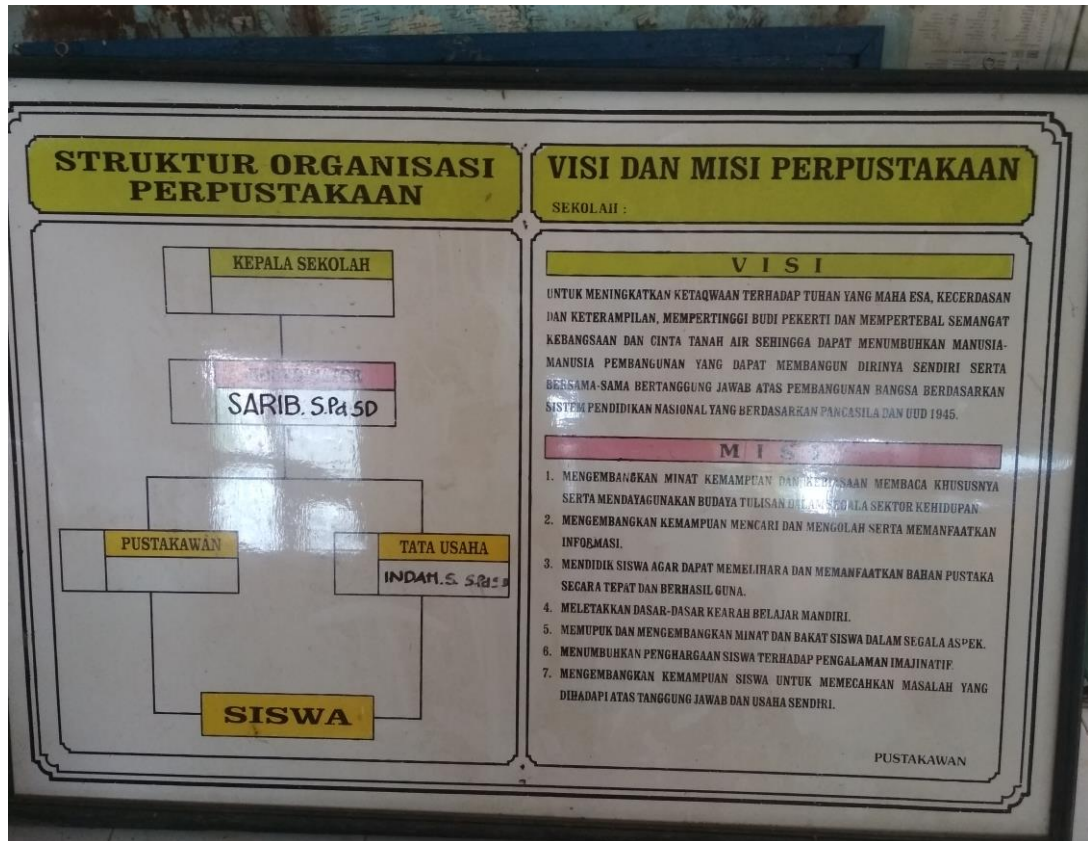 STRUKTUR ORGANISASI
PERPUSTAKAAN
KEPALA SEKOLAH
SARIB. S.Pd.SD
PUSTAKAWAN
TATA USAHA
INDAH.S. S.Pd.SD
SISWA
VISI DAN MISI PERPUSTAKAAN
SEKOLAH :
V I S I
UNTUK MENINGKATKAN KETAQWAAN TERHADAP TUHAN YANG MAHA ESA, KECERDASAN
DAN KETERAMPILAN, MEMPERTINGGI BUDI PEKERTI DAN MEMPERTEBAL SEMANGAT
KEBANGSAAN DAN CINTA TANAH AIR SEHINGGA DAPAT MENUMBUHKAN MANUSIA-
MANUSIA PEMBANGUNAN YANG DAPAT MEMBANGUN DIRINYA SENDIRI SERTA
BERSAMA-SAMA BERTANGGUNG JAWAB ATAS PEMBANGUNAN BANGSA BERDASARKAN
SISTEM PENDIDIKAN NASIONAL YANG BERDASARKAN PANCASILA DAN UUD 1945.
M I S I
1. MENGEMBANGKAN MINAT KEMAMPUAN DAN KEBIASAAN MEMBACA KHUSUSNYA
SERTA MENDAYAGUNAKAN BUDAYA TULISAN DALAM SEGALA SEKTOR KEHIDUPAN
2. MENGEMBANGKAN KEMAMPUAN MENCARI DAN MENGOLAH SERTA MEMANFAATKAN
INFORMASI.
3. MENDIDIK SISWA AGAR DAPAT MEMELIHARA DAN MEMANFAATKAN BAHAN PUSTAKA
SECARA TEPAT DAN BERHASIL GUNA.
4. MELETAKKAN DASAR-DASAR KEARAH BELAJAR MANDIRI.
5. MEMUPUK DAN MENGEMBANGKAN MINAT DAN BAKAT SISWA DALAM SEGALA ASPEK.
6. MENUMBUHKAN PENGHARGAAN SISWA TERHADAP PENGALAMAN IMAJINATIF.
7. MENGEMBANGKAN KEMAMPUAN SISWA UNTUK MEMECAHKAN MASALAH YANG
DIHADAPI ATAS TANGGUNG JAWAB DAN USAHA SENDIRI.
PUSTAKAWAN